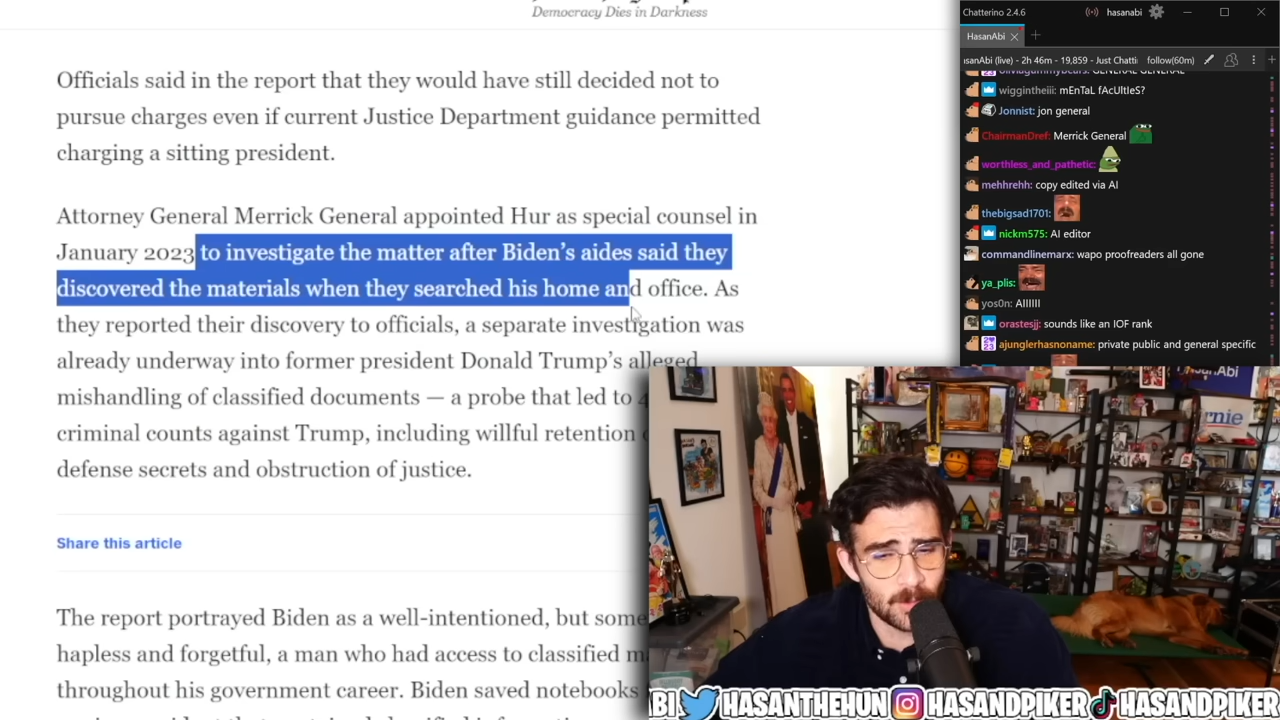 Democracy Dies in Darkness
Officials said in the report that they would have still decided not to
pursue charges even if current Justice Department guidance permitted
charging a sitting president.
Attorney General Merrick General appointed Hur as special counsel in
January 2023 to investigate the matter after Biden's aides said they
discovered the materials when they searched his home and office. As
they reported their discovery to officials, a separate investigation was
already underway into former president Donald Trump's alleged
mishandling of classified documents — a probe that led to 4
criminal counts against Trump, including willful retention
defense secrets and obstruction of justice.
Share this article
The report portrayed Biden as a well-intentioned, but some
hapless and forgetful, a man who had access to classified m
throughout his government career. Biden saved notebooks
Chatterino 2.4.6
hasanabi
HasanAbi
asanAbi (live) - 2h 46m - 19,859 - Just Chatti
follow(60m)
oliviagummybears: GENERAL GENERAL
wiggintheiii: mEnTaL fAcUltIeS?
Jonnist: jon general
ChairmanDref: Merrick General
worthless_and_pathetic:
mehhrehh: copy edited via AI
thebigsad1701:
nickm575: AI editor
commandlinemarx: wapo proofreaders all gone
ya_plis:
yos0n: AIIIIII
orastesjj: sounds like an IOF rank
ajunglerhasnoname: private public and general specific
anAbi
rnie
ABI
HASANTHEHUN
HASANDPIKER
HASANDPIKER